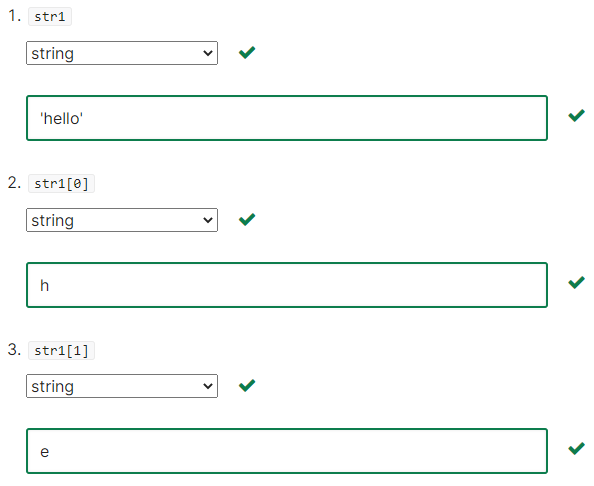 1. str1
string
'hello'
2. str1[0]
string
h
3. str1[1]
string
e